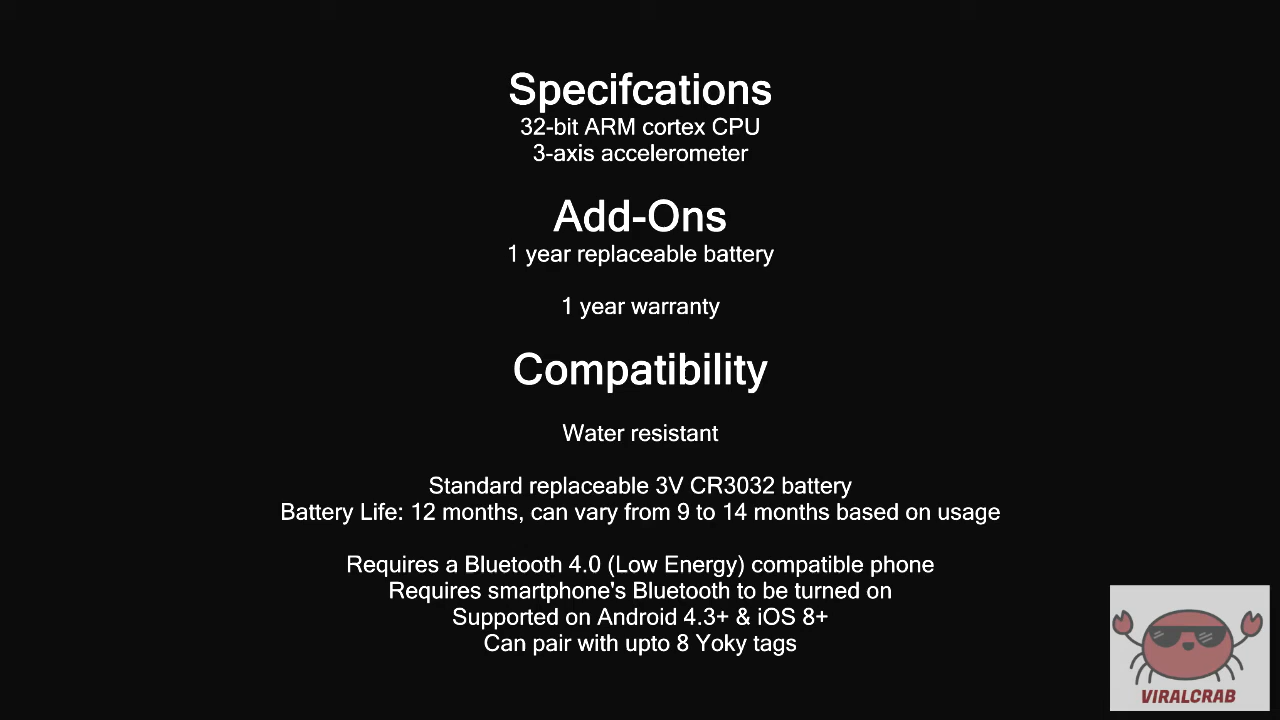 Specifcations
32-bit ARM cortex CPU
3-axis accelerometer
Add-Ons
1 year replaceable battery
1 year warranty
Compatibility
Water resistant
Standard replaceable 3V CR3032 battery
Battery Life: 12 months, can vary from 9 to 14 months based on usage
Requires a Bluetooth 4.0 (Low Energy) compatible phone
Requires smartphone's Bluetooth to be turned on
Supported on Android 4.3+ & iOS 8+
Can pair with upto 8 Yoky tags
VIRALCRAB